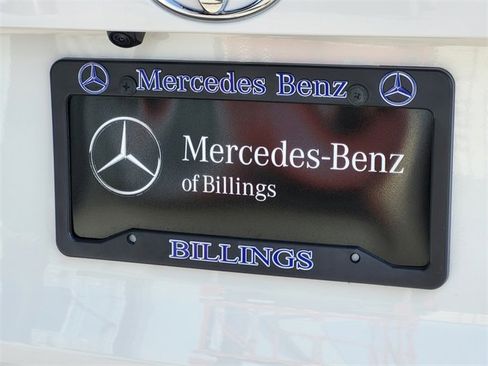 Mercedes Benz
Mercedes-Benz
of Billings
BILLINGS